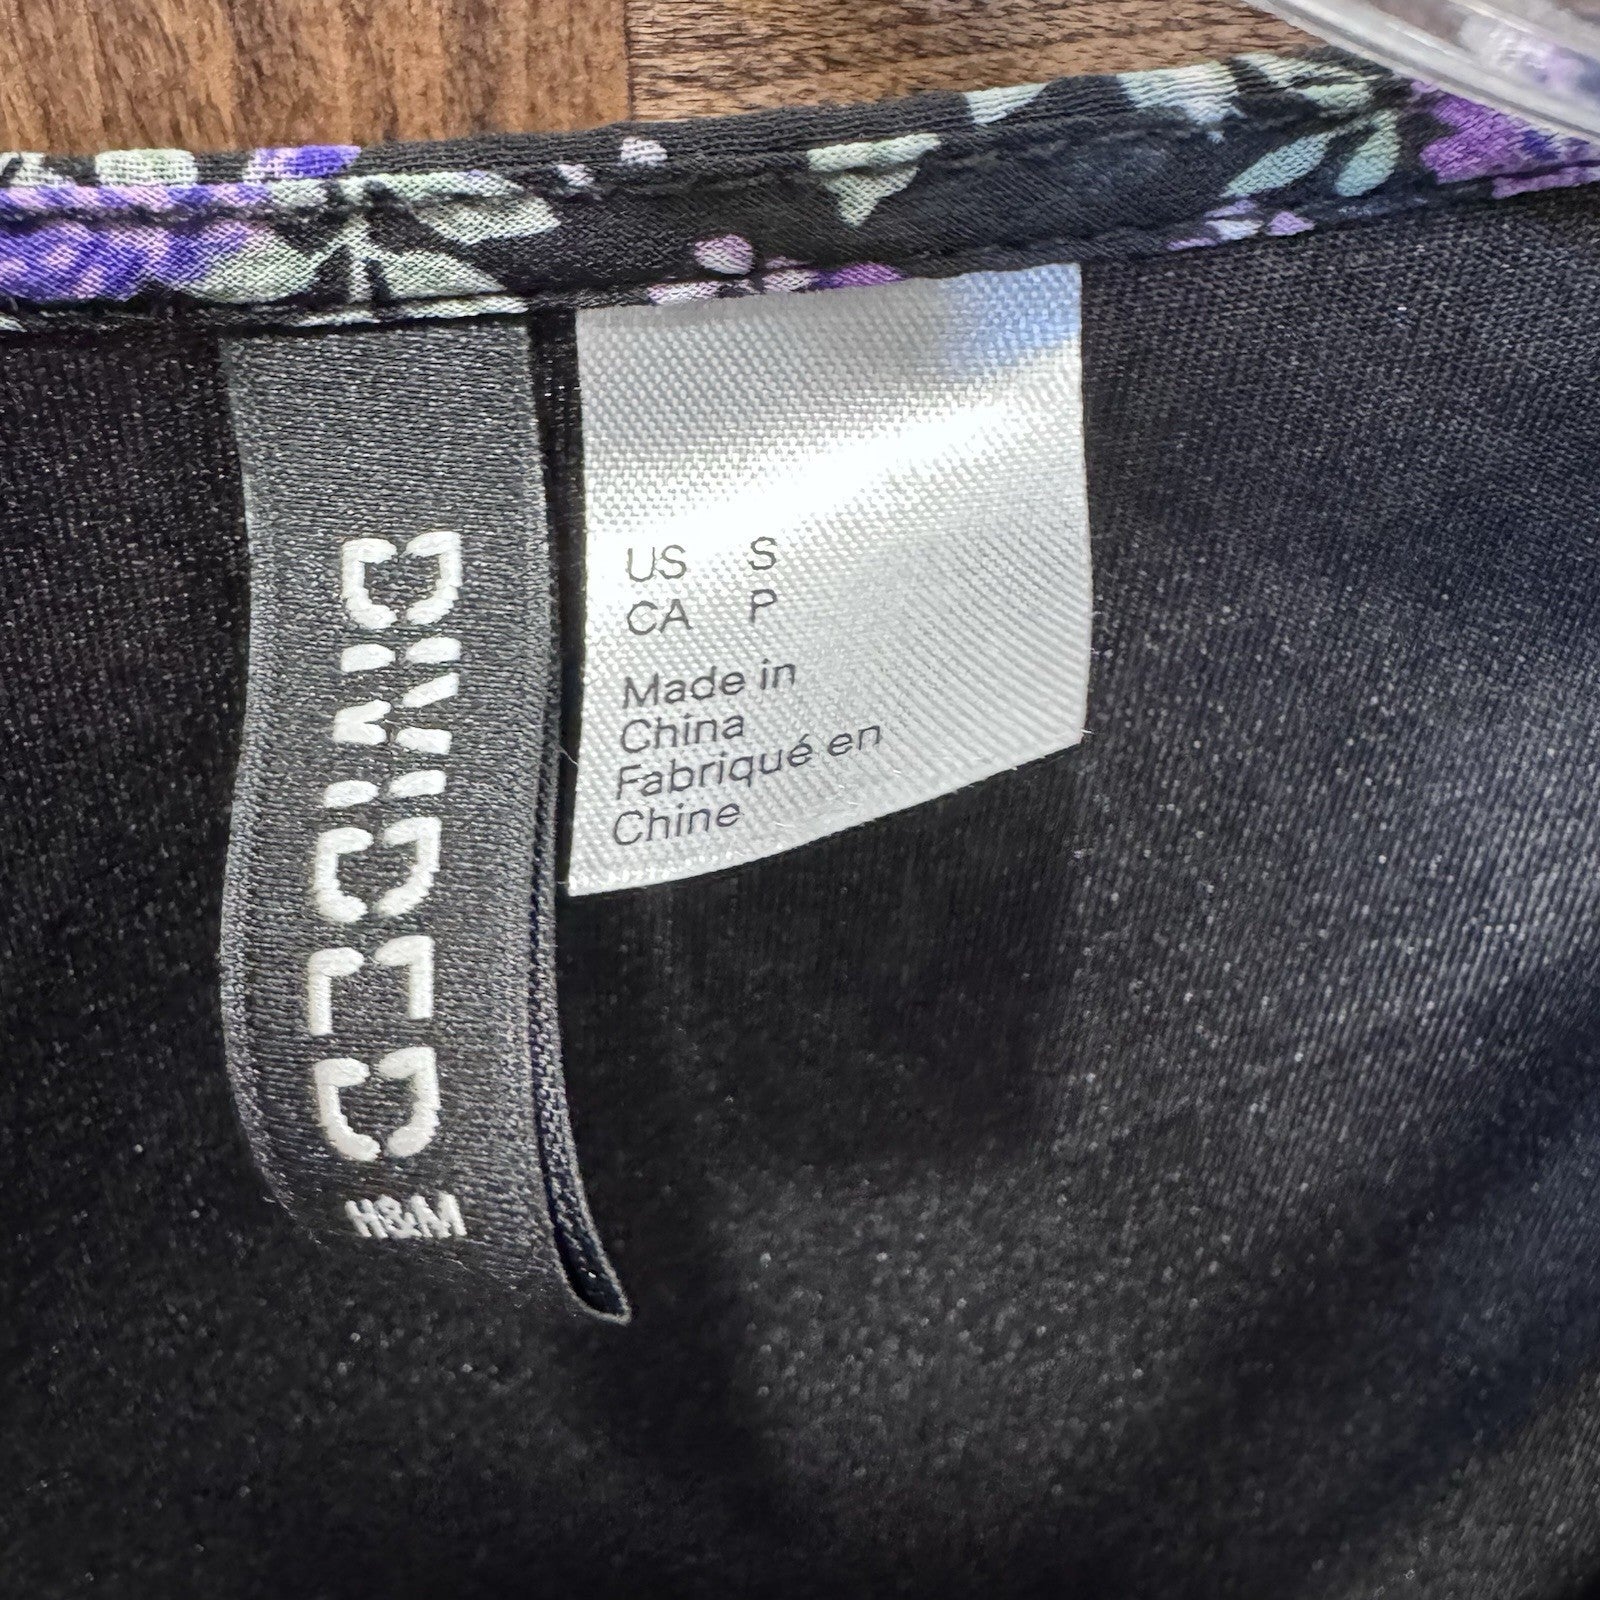 DIVIDED
H&M
US S
CA P
Made in
China
Fabriqué en
Chine